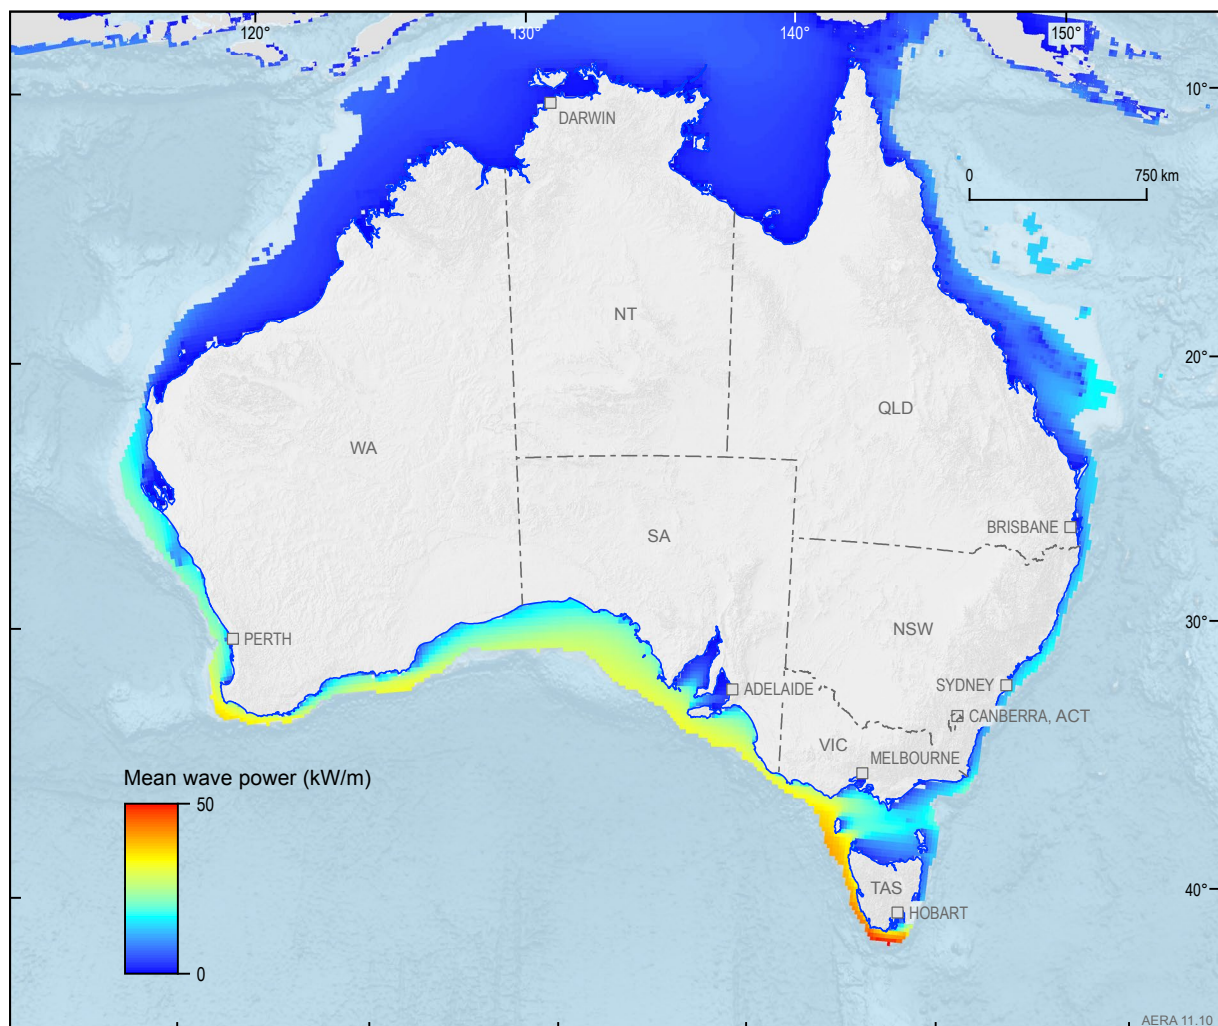 120°
130°
140°
150°
10°
DARWIN
0
750 km
NT
20°
QLD
WA
BRISBANE
SA
30°
NSW
PERTH
SYDNEY
ADELAIDE
CANBERRA, ACT
VIC
MELBOURNE
Mean wave power (kW/m)
50
0
TAS
40°
HOBART
AERA 11.10